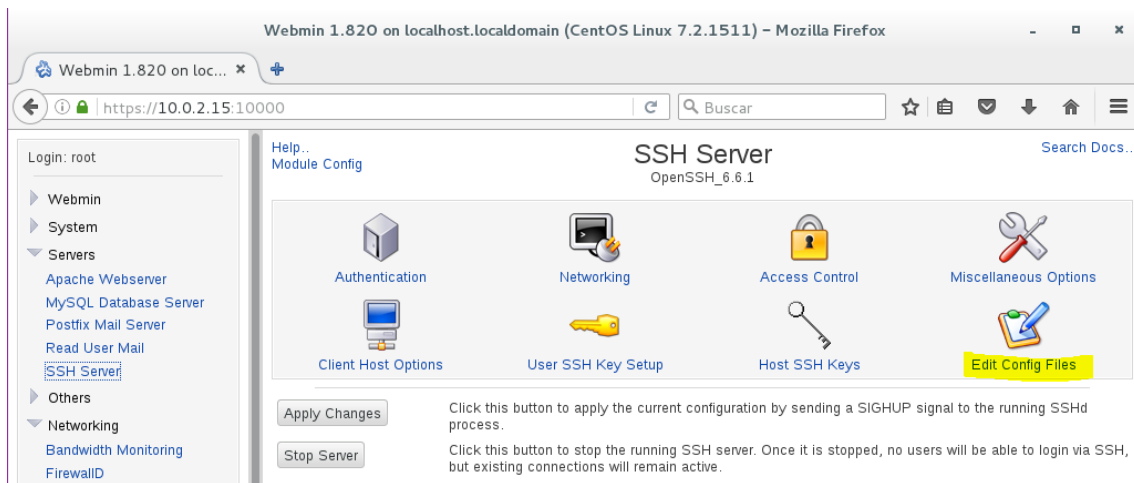 Webmin 1.820 on localhost.localdomain (CentOS Linux 7.2.1511) – Mozilla Firefox
Webmin 1.820 on loc...
https://10.0.2.15:10000
Buscar
Login: root
Webmin
System
Servers
Apache Webserver
MySQL Database Server
Postfix Mail Server
Read User Mail
SSH Server
Others
Networking
Bandwidth Monitoring
FirewallD
Help..
Module Config
SSH Server
OpenSSH_6.6.1
Search Docs..
Authentication
Networking
Access Control
Miscellaneous Options
Client Host Options
User SSH Key Setup
Host SSH Keys
Edit Config Files
Apply Changes
Click this button to apply the current configuration by sending a SIGHUP signal to the running SSHd
process.
Stop Server
Click this button to stop the running SSH server. Once it is stopped, no users will be able to login via SSH,
but existing connections will remain active.